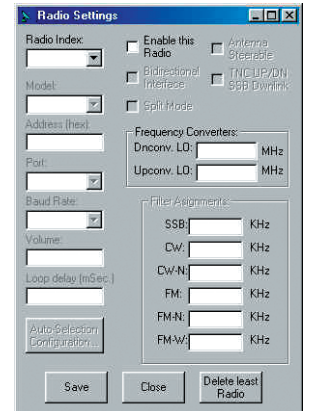 Radio Settings
Radio Index:
Enable this
Radio
Antenna
Steerable
Bidirectional
Interface
TNC UP/DN
SSB Dwnlink
Model:
Split Mode
Address (hex):
Frequency Converters:
Dnconv. LO:
MHz
Port:
Upconv. LO:
MHz
Baud Rate:
Filter Asignments:
SSB:
KHz
Volume:
CW:
KHz
CW-N:
KHz
Loop delay (mSec.)
FM:
KHz
FM-N:
KHz
Auto-Selection
Configuration...
FM-W:
KHz
Save
Close
Delete least
Radio